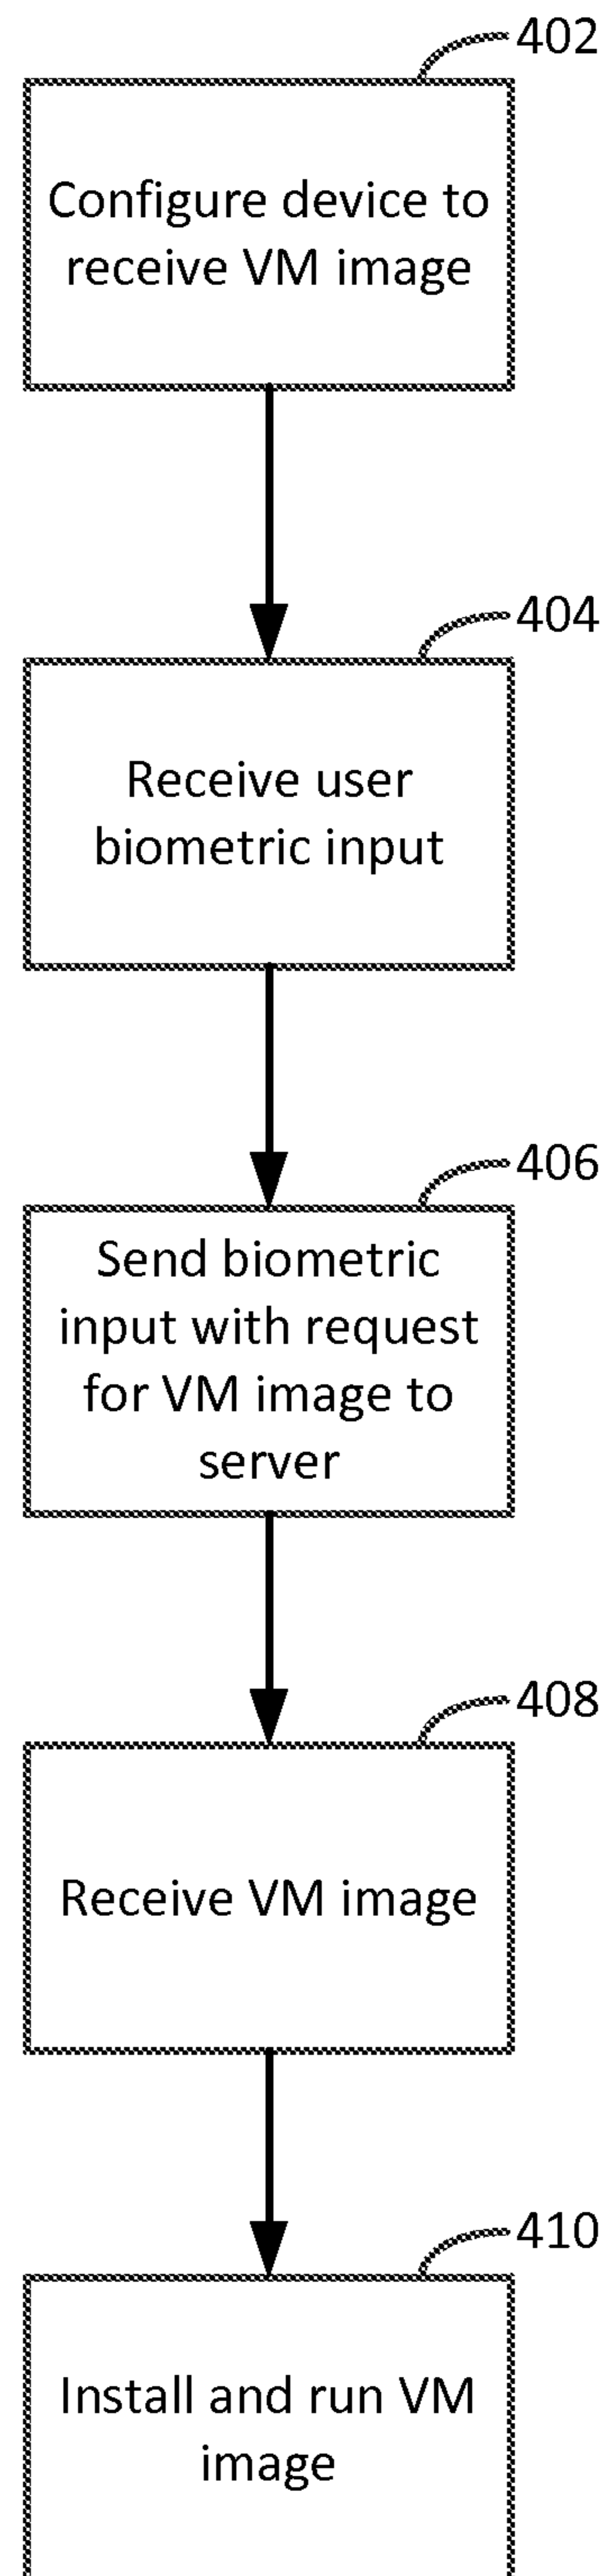 402
Configure device to
receive VM image
404
Receive user
biometric input
406
Send biometric
input with request
for VM image to
server
408
Receive VM image
410
Install and run VM
image